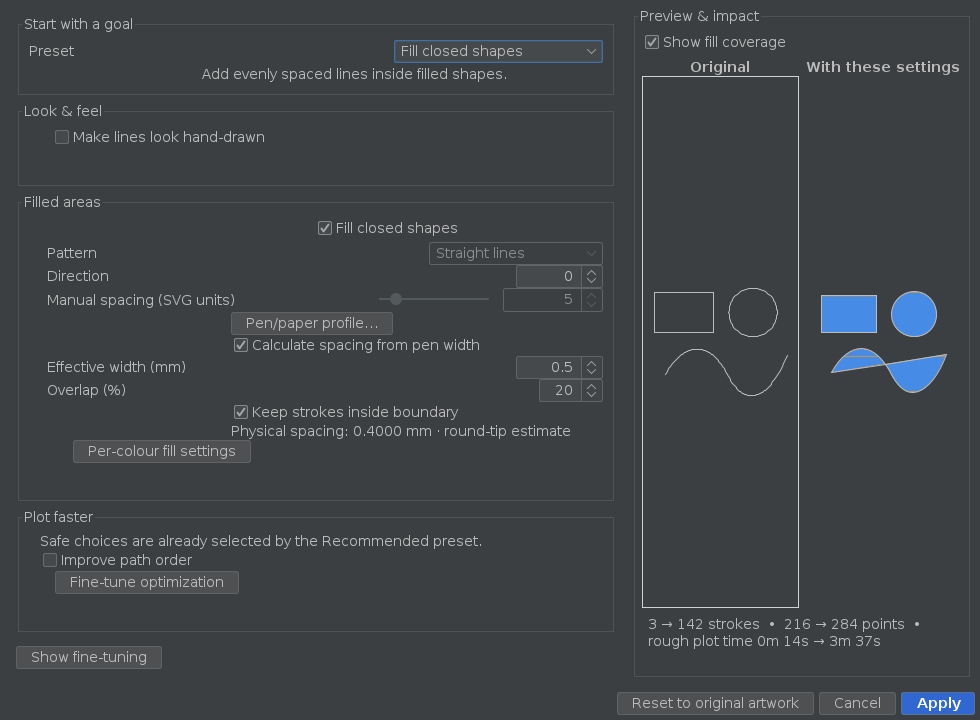 Start with a goal
Preset
Fill closed shapes
Add evenly spaced lines inside filled shapes.
Look & feel
Make lines look hand-drawn
Filled areas
Fill closed shapes
Pattern
Straight lines
Direction
0
Manual spacing (SVG units)
5
Pen/paper profile...
Calculate spacing from pen width
Effective width (mm)
0.5
Overlap (%)
20
Keep strokes inside boundary
Physical spacing: 0.4000 mm · round-tip estimate
Per-colour fill settings
Plot faster
Safe choices are already selected by the Recommended preset.
Improve path order
Fine-tune optimization
Show fine-tuning
Preview & impact
Show fill coverage
Original
With these settings
3 → 142 strokes • 216 → 284 points •
rough plot time 0m 14s → 3m 37s
Reset to original artwork
Cancel
Apply